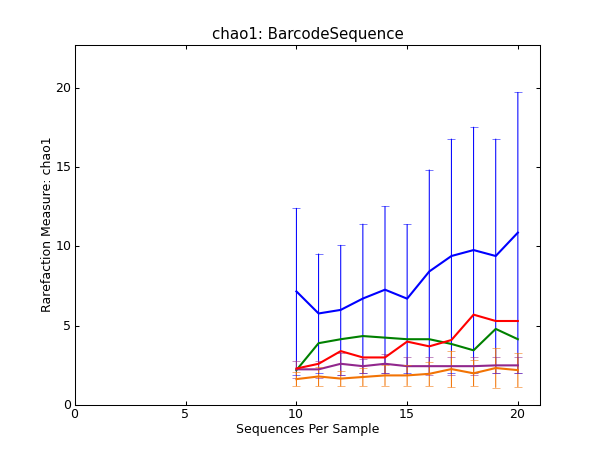 chao1: BarcodeSequence
Rarefaction Measure: chao1
20
15
10
5
0
0 5 10 15 20
Sequences Per Sample